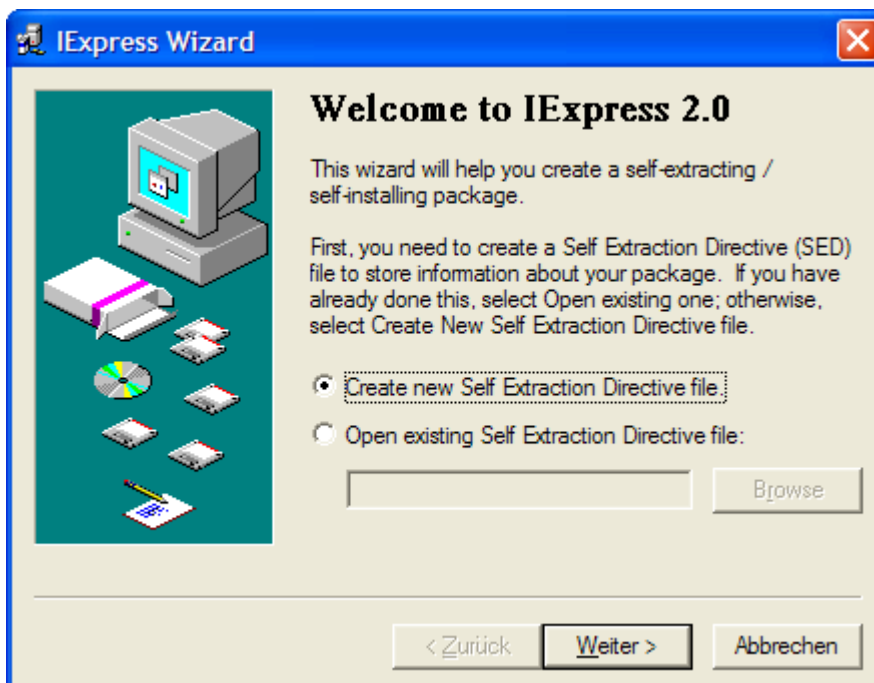 IExpress Wizard
Welcome to IExpress 2.0
This wizard will help you create a self-extracting /
self-installing package.
First, you need to create a Self Extraction Directive (SED)
file to store information about your package.  If you have
already done this, select Open existing one; otherwise,
select Create New Self Extraction Directive file.
Create new Self Extraction Directive file.
Open existing Self Extraction Directive file:
Browse
< Zurück
Weiter >
Abbrechen